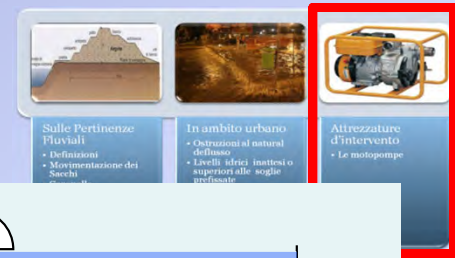 Sulle Pertinenze
Fluviali
• Definizioni
• Movimentazione dei
Sacchi
In ambito urbano
• Ostruzioni al natural
deflusso
• Livelli idrici inattesi o
superiori alle soglie
prefissate
Attrezzature
d'intervento
• Le motopompe